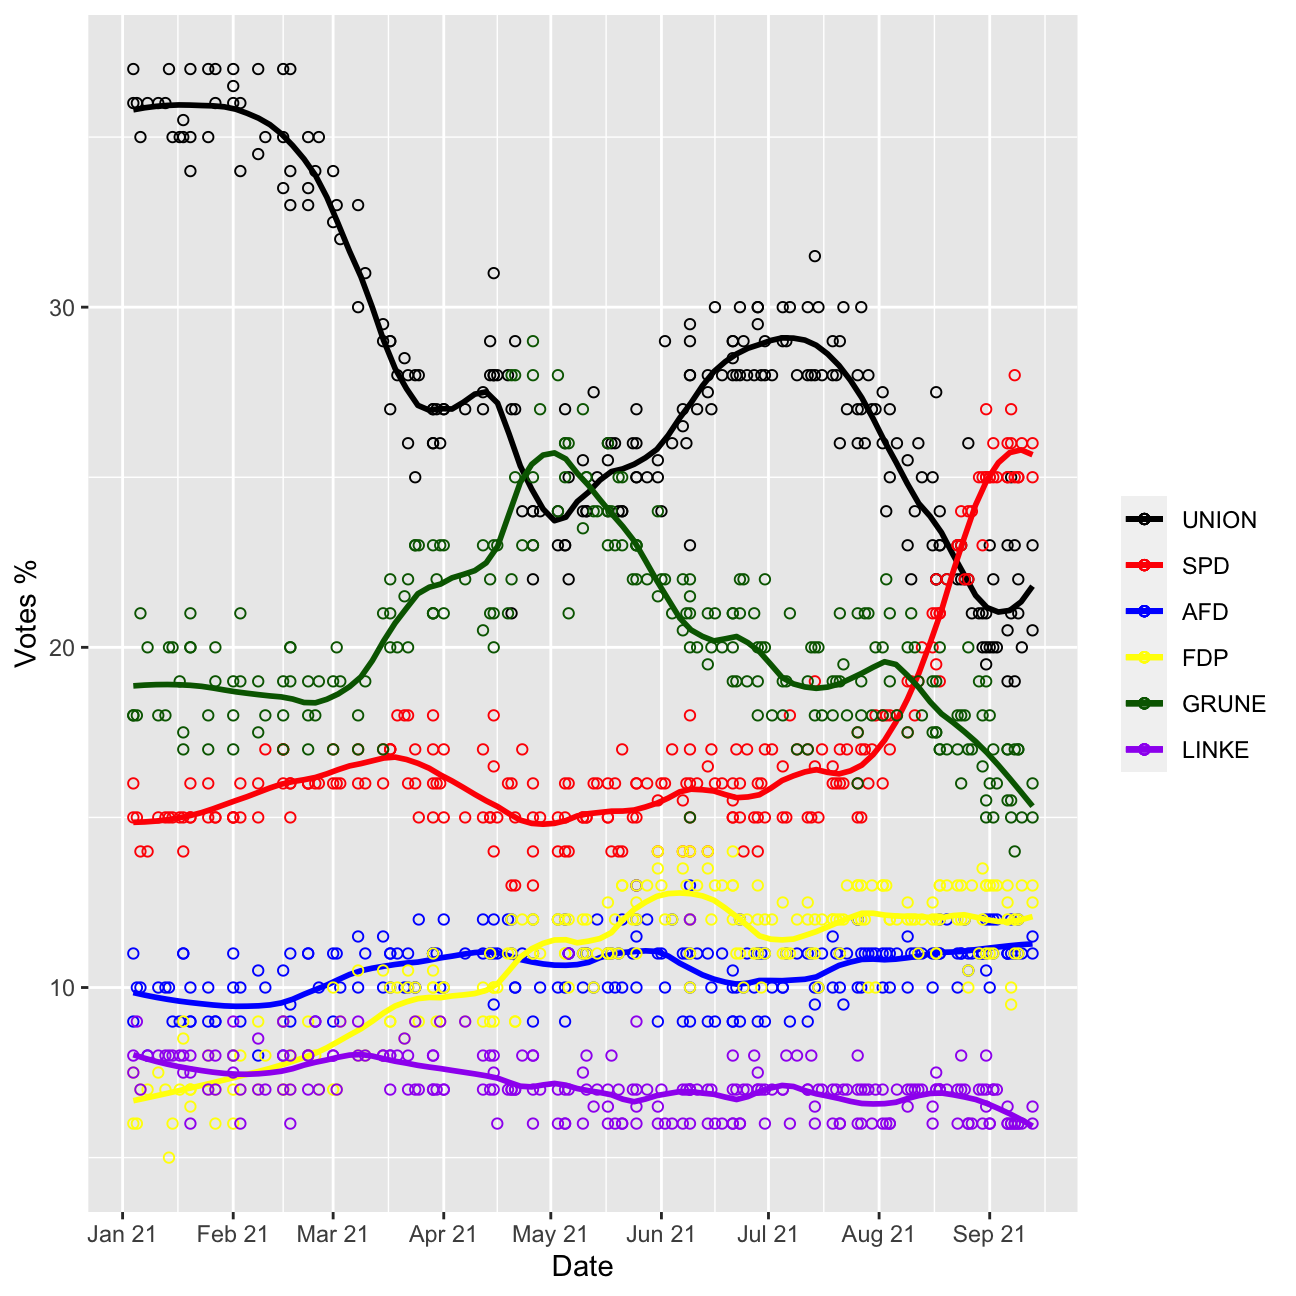 Votes %
30
20
10
Jan 21 Feb 21 Mar 21 Apr 21 May 21 Jun 21 Jul 21 Aug 21 Sep 21
Date
UNION
SPD
AFD
FDP
GRUNE
LINKE